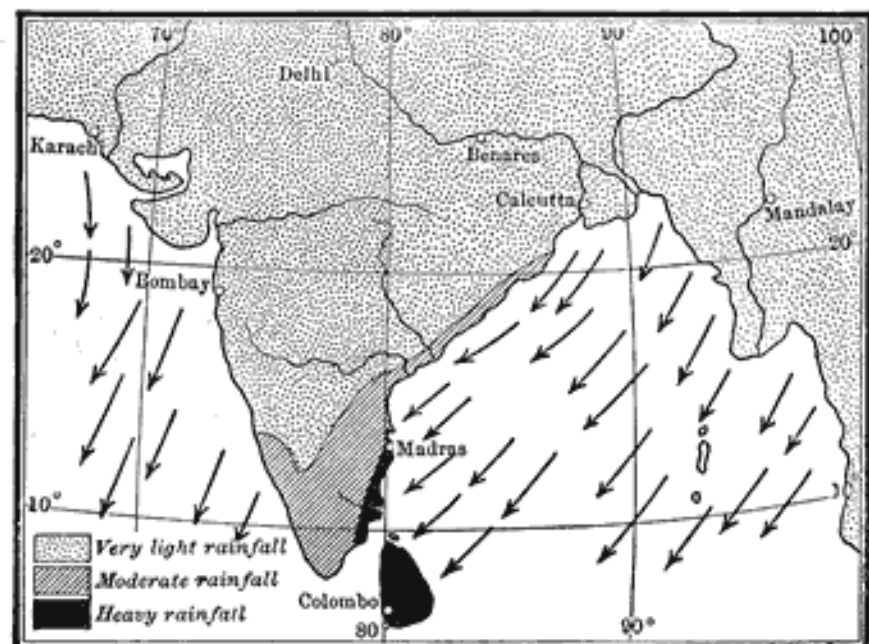 70°
80°
90
100
Delhi
Karachi
Benares
Calcutta
Mandalay
20°
20°
Bombay
Madras
10°
Very light rainfall
Moderate rainfall
Heavy rainfall
Colombo
80
90°